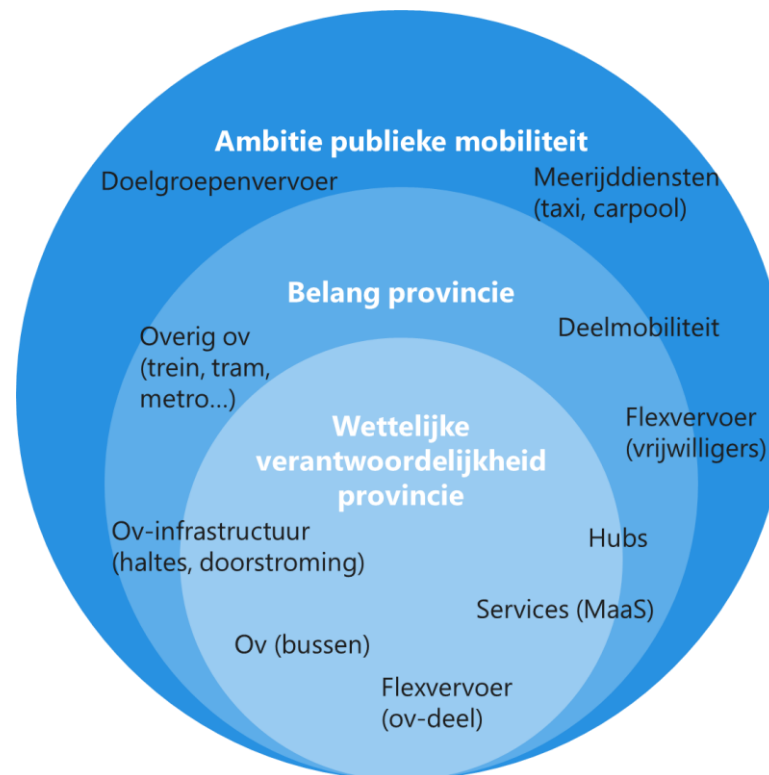 Ambitie publieke mobiliteit
Doelgroepenvervoer
Meerijddiensten
(taxi, carpool)
Belang provincie
Deelmobiliteit
Overig ov
(trein, tram,
metro...)
Flexvervoer
(vrijwilligers)
Wettelijke
verantwoordelijkheid
provincie
Ov-infrastructuur
(haltes, doorstroming)
Hubs
Services (MaaS)
Ov (bussen)
Flexvervoer
(ov-deel)